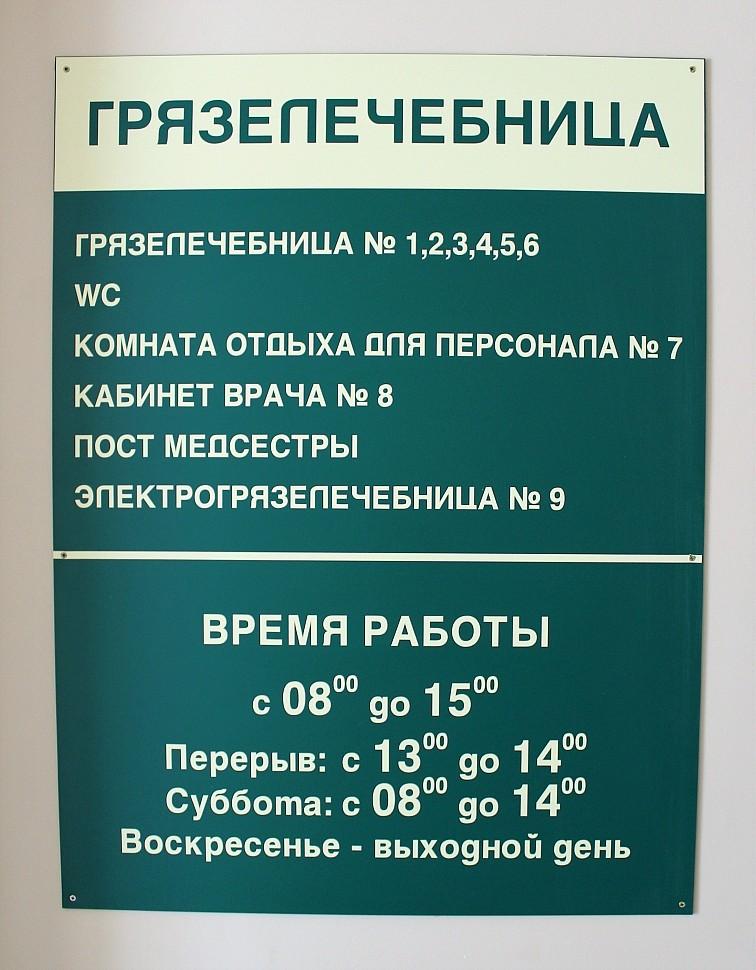 ГРЯЗЕЛЕЧЕБНИЦА
ГРЯЗЕЛЕЧЕБНИЦА № 1,2,3,4,5,6
WC
КОМНАТА ОТДЫХА ДЛЯ ПЕРСОНАЛА № 7
КАБИНЕТ ВРАЧА № 8
ПОСТ МЕДСЕСТРЫ
ЭЛЕКТРОГРЯЗЕЛЕЧЕБНИЦА № 9
ВРЕМЯ РАБОТЫ
с 08⁰⁰ до 15⁰⁰
Перерыв: с 13⁰⁰ до 14⁰⁰
Суббота: с 08⁰⁰ до 14⁰⁰
Воскресенье - выходной день